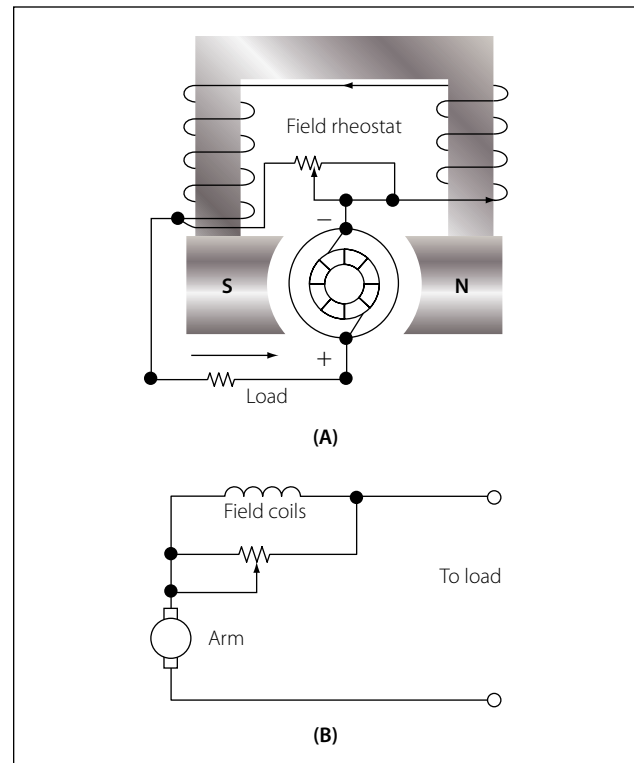 Field rheostat
−
S
N
+
Load
(A)
Field coils
To load
Arm
(B)